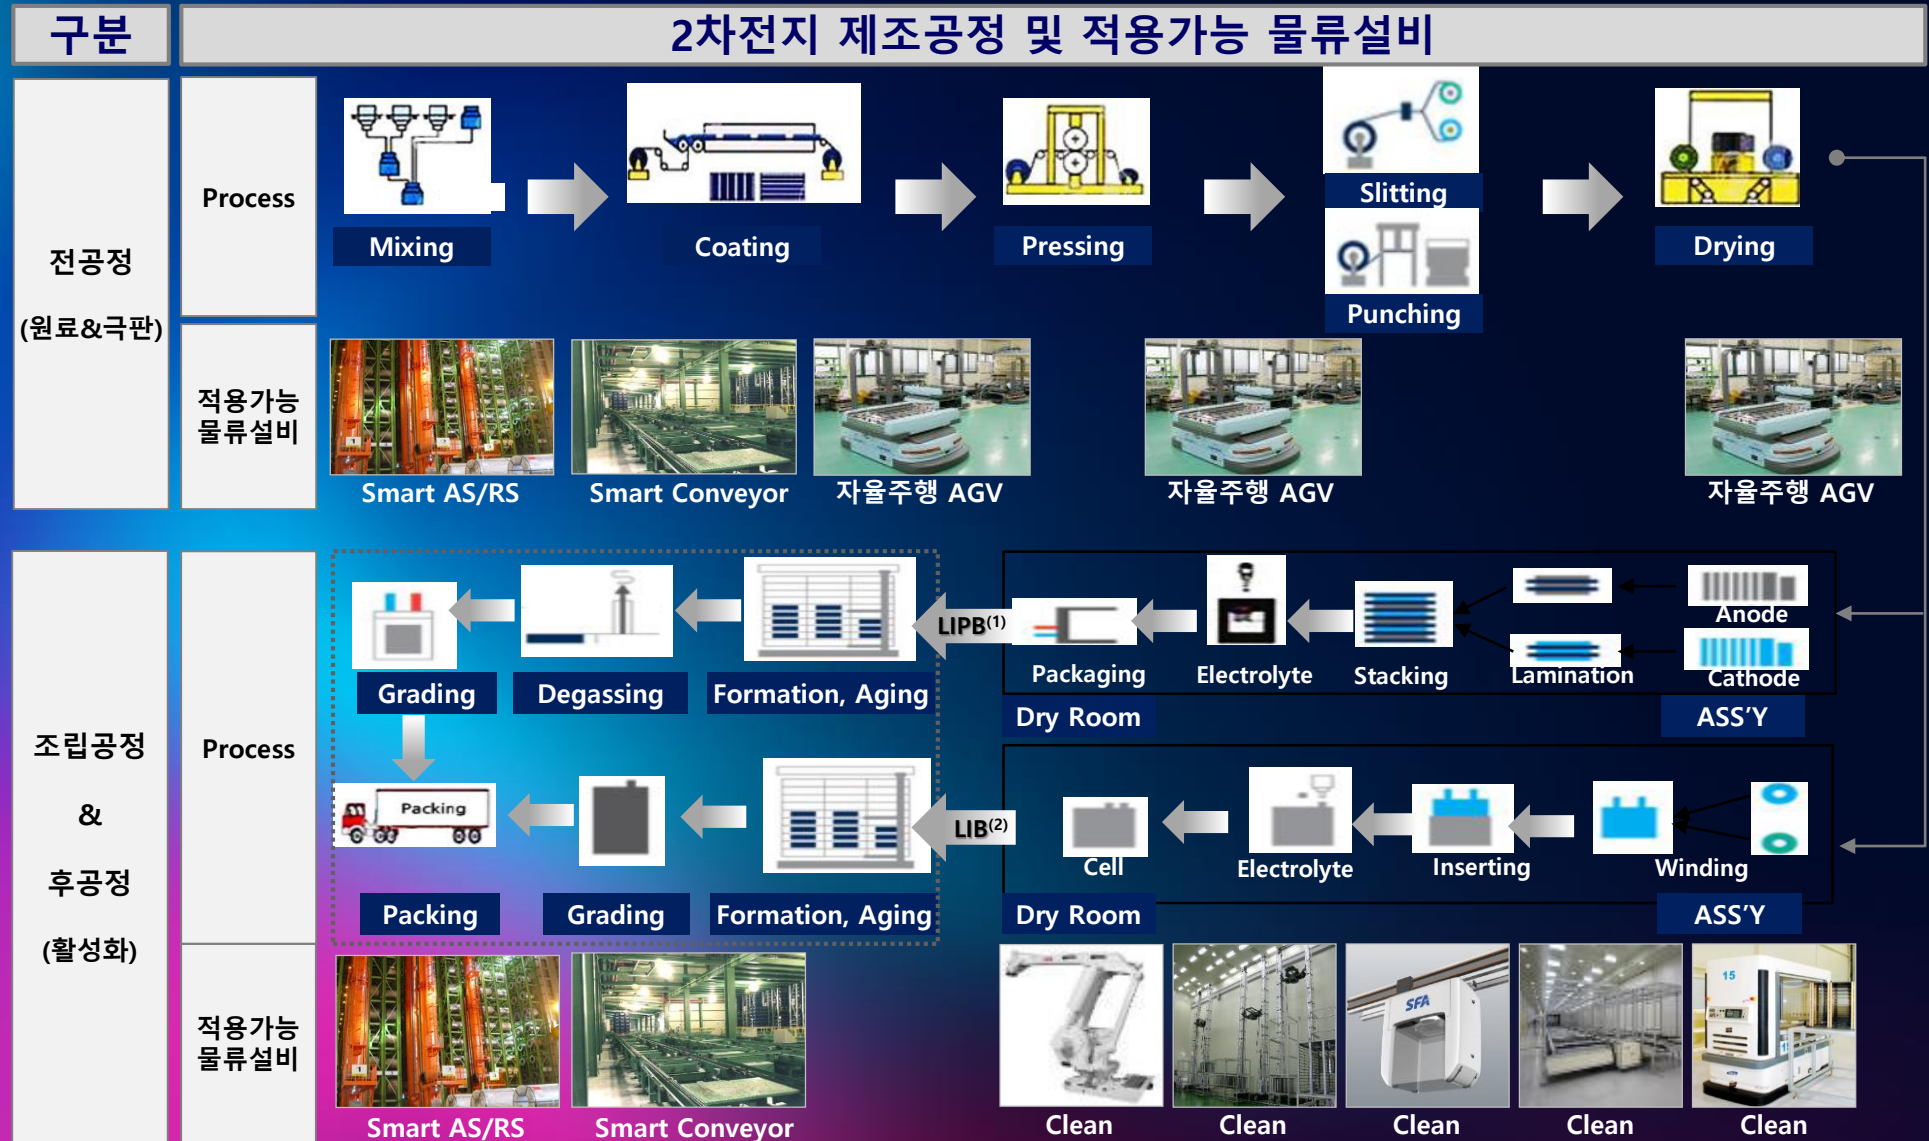 구분
2차전지 제조공정 및 적용가능 물류설비
전공정
(원료&극판)
Process
Mixing
Coating
Pressing
Slitting
Punching
Drying
적용가능
물류설비
Smart AS/RS
Smart Conveyor
자율주행 AGV
자율주행 AGV
자율주행 AGV
조립공정
&
후공정
(활성화)
Process
Grading
Degassing
Formation, Aging
LIPB(1)
Packaging
Electrolyte
Stacking
Lamination
Anode
Cathode
Dry Room
ASS'Y
Packing
Packing
Grading
Formation, Aging
LIB(2)
Cell
Electrolyte
Inserting
Winding
Dry Room
ASS'Y
적용가능
물류설비
Smart AS/RS
Smart Conveyor
SFA
15
Clean
Clean
Clean
Clean
Clean